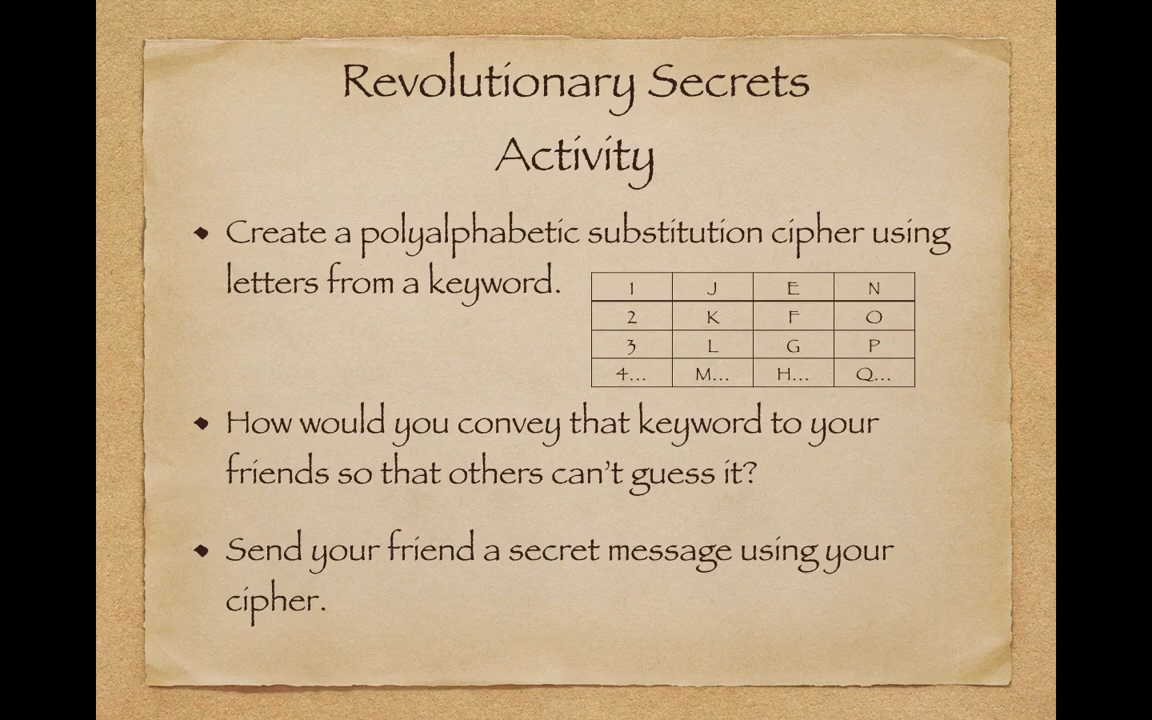 Revolutionary Secrets
Activity
• Create a polyalphabetic substitution cipher using
letters from a keyword.
1 J E N
2 K F O
3 L G P
4... M... H... Q...
• How would you convey that keyword to your
friends so that others can't guess it?
• Send your friend a secret message using your
cipher.